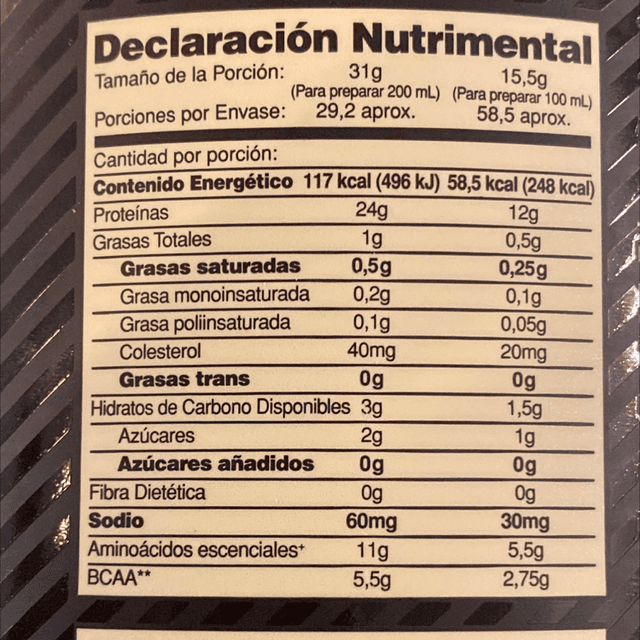 Declaración Nutrimental
Tamaño de la Porción: 31g 15,5g
(Para preparar 200 mL) (Para preparar 100 mL)
Porciones por Envase: 29,2 aprox. 58,5 aprox.
Cantidad por porción:
Contenido Energético 117 kcal (496 kJ) 58,5 kcal (248 kcal)
Proteínas 24g 12g
Grasas Totales 1g 0,5g
Grasas saturadas 0,5g 0,25g
Grasa monoinsaturada 0,2g 0,1g
Grasa poliinsaturada 0,1g 0,05g
Colesterol 40mg 20mg
Grasas trans 0g 0g
Hidratos de Carbono Disponibles 3g 1,5g
Azúcares 2g 1g
Azúcares añadidos 0g 0g
Fibra Dietética 0g 0g
Sodio 60mg 30mg
Aminoácidos escenciales+ 11g 5,5g
BCAA** 5,5g 2,75g